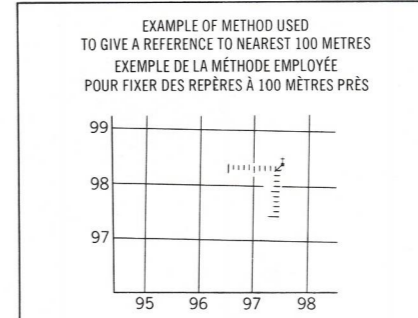 EXAMPLE OF METHOD USED
TO GIVE A REFERENCE TO NEAREST 100 METRES
EXEMPLE DE LA MÉTHODE EMPLOYÉE
POUR FIXER DES REPÈRES À 100 MÈTRES PRÈS
99
98
97
95 96 97 98